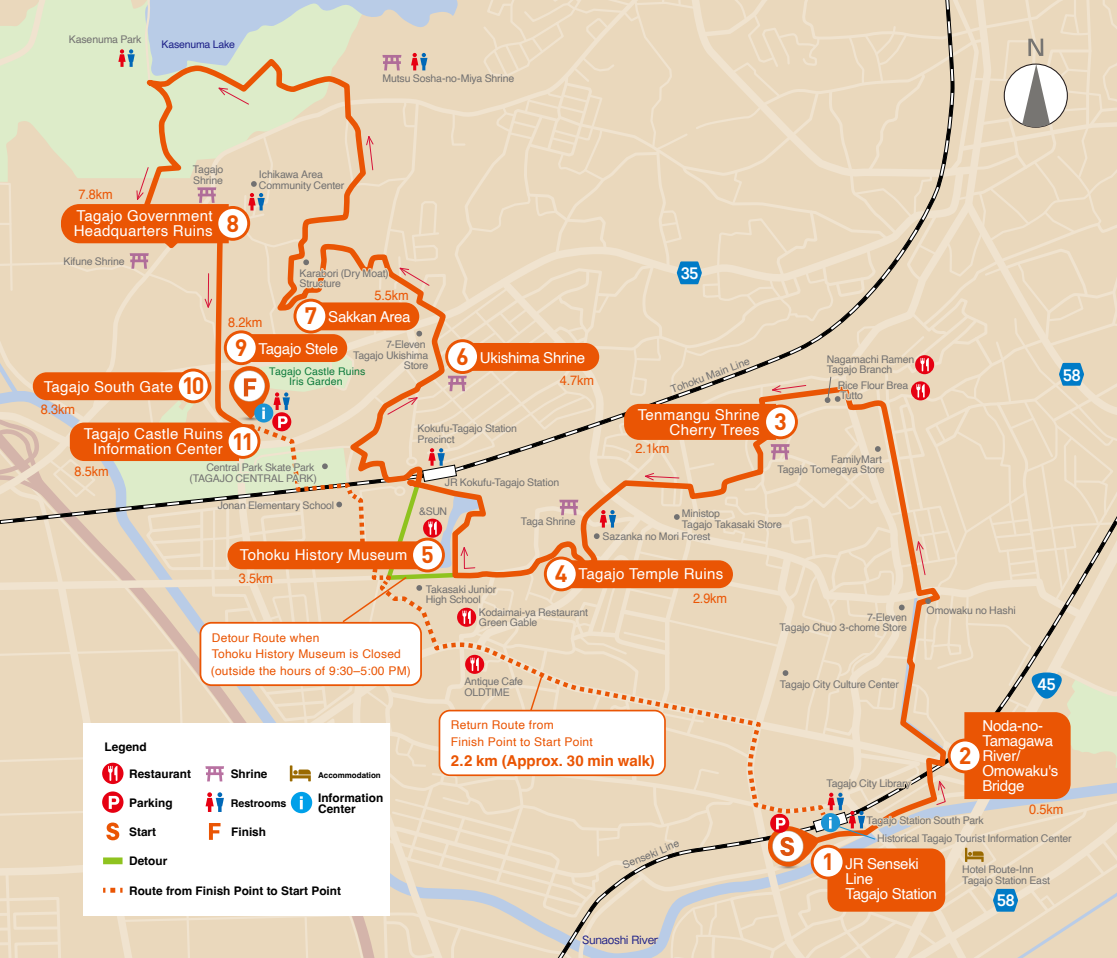 Kasenuma Park
Kasenuma Lake
Mutsu Sosha-no-Miya Shrine
N
Tagajo
Shrine
Ichikawa Area
Community Center
7.8km
Tagajo Government
Headquarters Ruins
8
Kifune Shrine
Karabori (Dry Moat)
Structure
5.5km
7
Sakkan Area
35
8.2km
9
Tagajo Stele
7-Eleven
Tagajo Ukishima
Store
6
Ukishima Shrine
4.7km
Tagajo Castle Ruins
Iris Garden
Tagajo South Gate
10
8.3km
F
i
P
Tagajo Castle Ruins
Information Center
11
8.5km
Tohoku Main Line
Nagamachi Ramen
Tagajo Branch
Rice Flour Brea
Tutto
58
Tenmangu Shrine
Cherry Trees
3
2.1km
FamilyMart
Tagajo Tomegaya Store
Kokufu-Tagajo Station
Precinct
JR Kokufu-Tagajo Station
Central Park Skate Park
(TAGAJO CENTRAL PARK)
Jonan Elementary School
&SUN
Taga Shrine
Ministop
Tagajo Takasaki Store
Sazanka no Mori Forest
Tohoku History Museum
5
3.5km
4
Tagajo Temple Ruins
2.9km
Takasaki Junior
High School
Kodaimai-ya Restaurant
Green Gable
Omowaku no Hashi
7-Eleven
Tagajo Chuo 3-chome Store
Detour Route when
Tohoku History Museum is Closed
(outside the hours of 9:30–5:00 PM)
Antique Cafe
OLDTIME
Tagajo City Culture Center
45
Return Route from
Finish Point to Start Point
2.2 km (Approx. 30 min walk)
2
Noda-no-
Tamagawa
River/
Omowaku's
Bridge
0.5km
Tagajo City Library
P
i
Tagajo Station South Park
Historical Tagajo Tourist Information Center
S
1
JR Senseki
Line
Tagajo Station
Senseki Line
Hotel Route-Inn
Tagajo Station East
58
Sunaoshi River
Legend
Restaurant
Shrine
Accommodation
P
Parking
Restrooms
i
Information
Center
S
Start
F
Finish
Detour
Route from Finish Point to Start Point